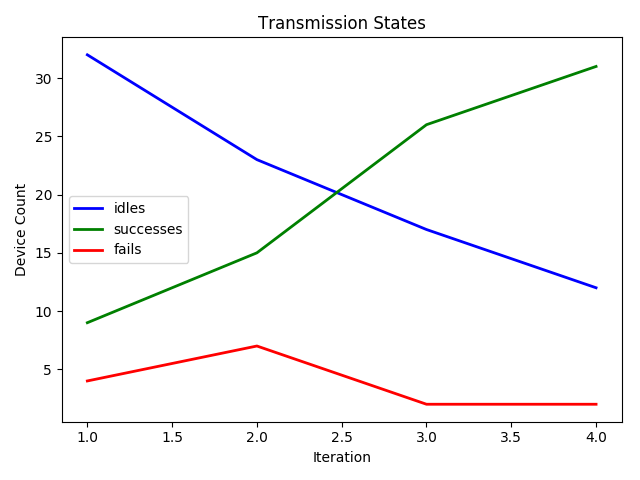 Transmission States
Device Count
30
25
20
15
10
5
idles
successes
fails
1.0 1.5 2.0 2.5 3.0 3.5 4.0
Iteration